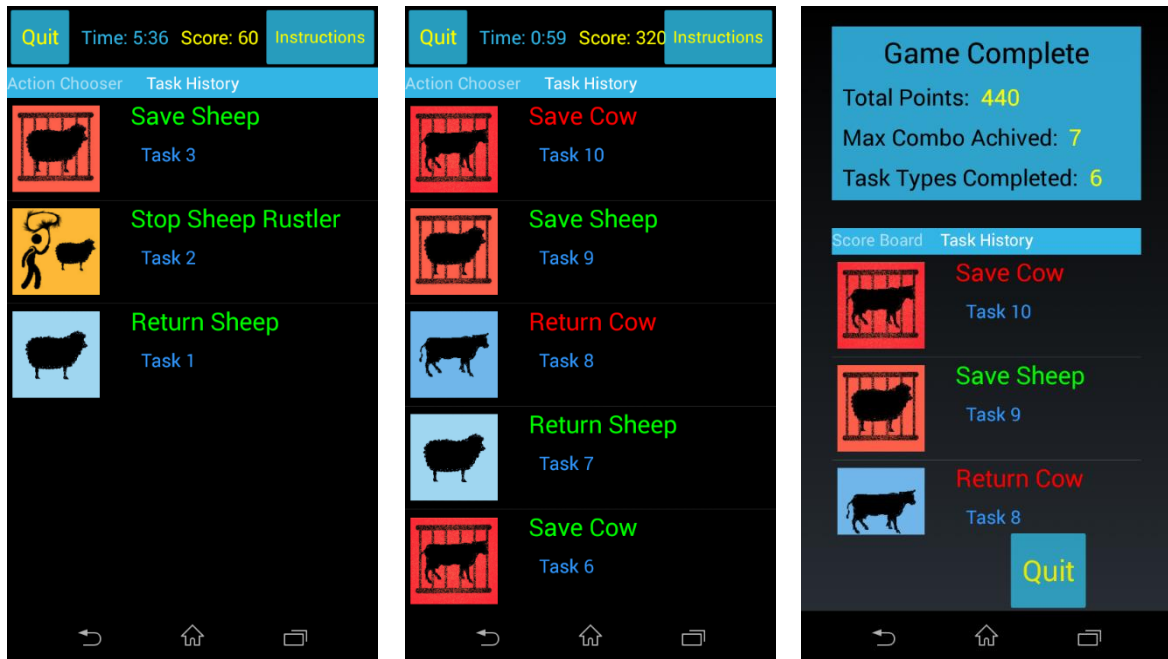 Quit Time: 5:36 Score: 60 Instructions
Action Chooser Task History
Save Sheep
Task 3
Stop Sheep Rustler
Task 2
Return Sheep
Task 1
Quit Time: 0:59 Score: 320 Instructions
Action Chooser Task History
Save Cow
Task 10
Save Sheep
Task 9
Return Cow
Task 8
Return Sheep
Task 7
Save Cow
Task 6
Game Complete
Total Points: 440
Max Combo Achived: 7
Task Types Completed: 6
Score Board Task History
Save Cow
Task 10
Save Sheep
Task 9
Return Cow
Task 8
Quit